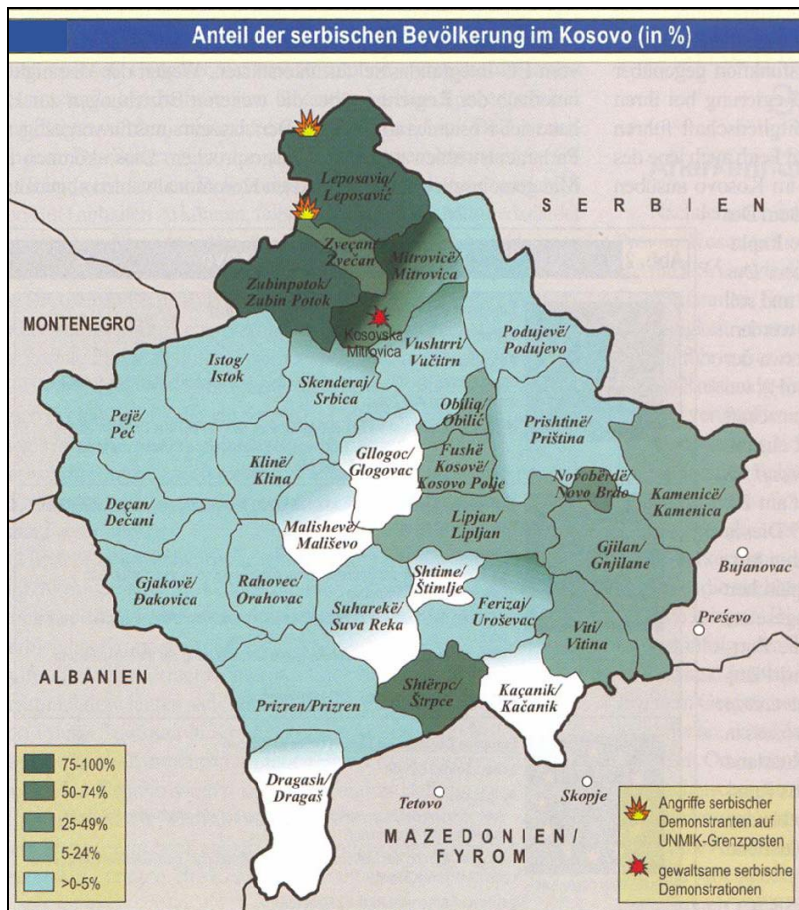 Anteil der serbischen Bevölkerung im Kosovo (in %)
Leposaviq/
Leposavić
SERBIEN
Zveçan/
Zvečan
Mitrovicë/
Mitrovica
Zubinpotok/
Zubin Potok
MONTENEGRO
Kosovska
Mitrovica
Vushtrri/
Vučitrn
Podujevë/
Podujevo
Istog/
Istok
Skenderaj/
Srbica
Obiliq/
Obilić
Prishtinë/
Priština
Pejë/
Peć
Gllogoc/
Glogovac
Fushë
Kosovë/
Kosovo Polje
Klinë/
Klina
Novobërdë/
Novo Brdo
Kamenicë/
Kamenica
Deçan/
Dečani
Malishevë/
Mališevo
Lipjan/
Lipljan
Gjilan/
Gnjilane
Bujanovac
Gjakovë/
Đakovica
Rahovec/
Orahovac
Shtime/
Štimlje
Suharekë/
Suva Reka
Ferizaj/
Uroševac
Preševo
Viti/
Vitina
ALBANIEN
Shtërpc/
Štrpce
Kaçanik/
Kačanik
Prizren/Prizren
Dragash/
Dragaš
Tetovo
Skopje
MAZEDONIEN/
FYROM
75-100%
50-74%
25-49%
5-24%
>0-5%
Angriffe serbischer
Demonstranten auf
UNMIK-Grenzposten
gewaltsame serbische
Demonstrationen